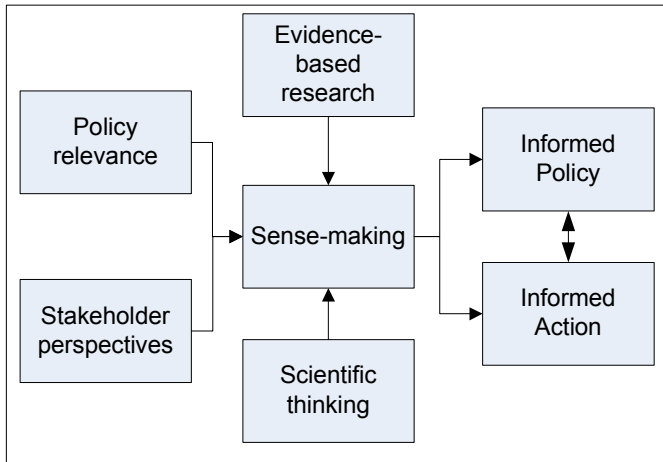 Evidence-
based
research
Policy
relevance
Informed
Policy
Sense-making
Stakeholder
perspectives
Informed
Action
Scientific
thinking